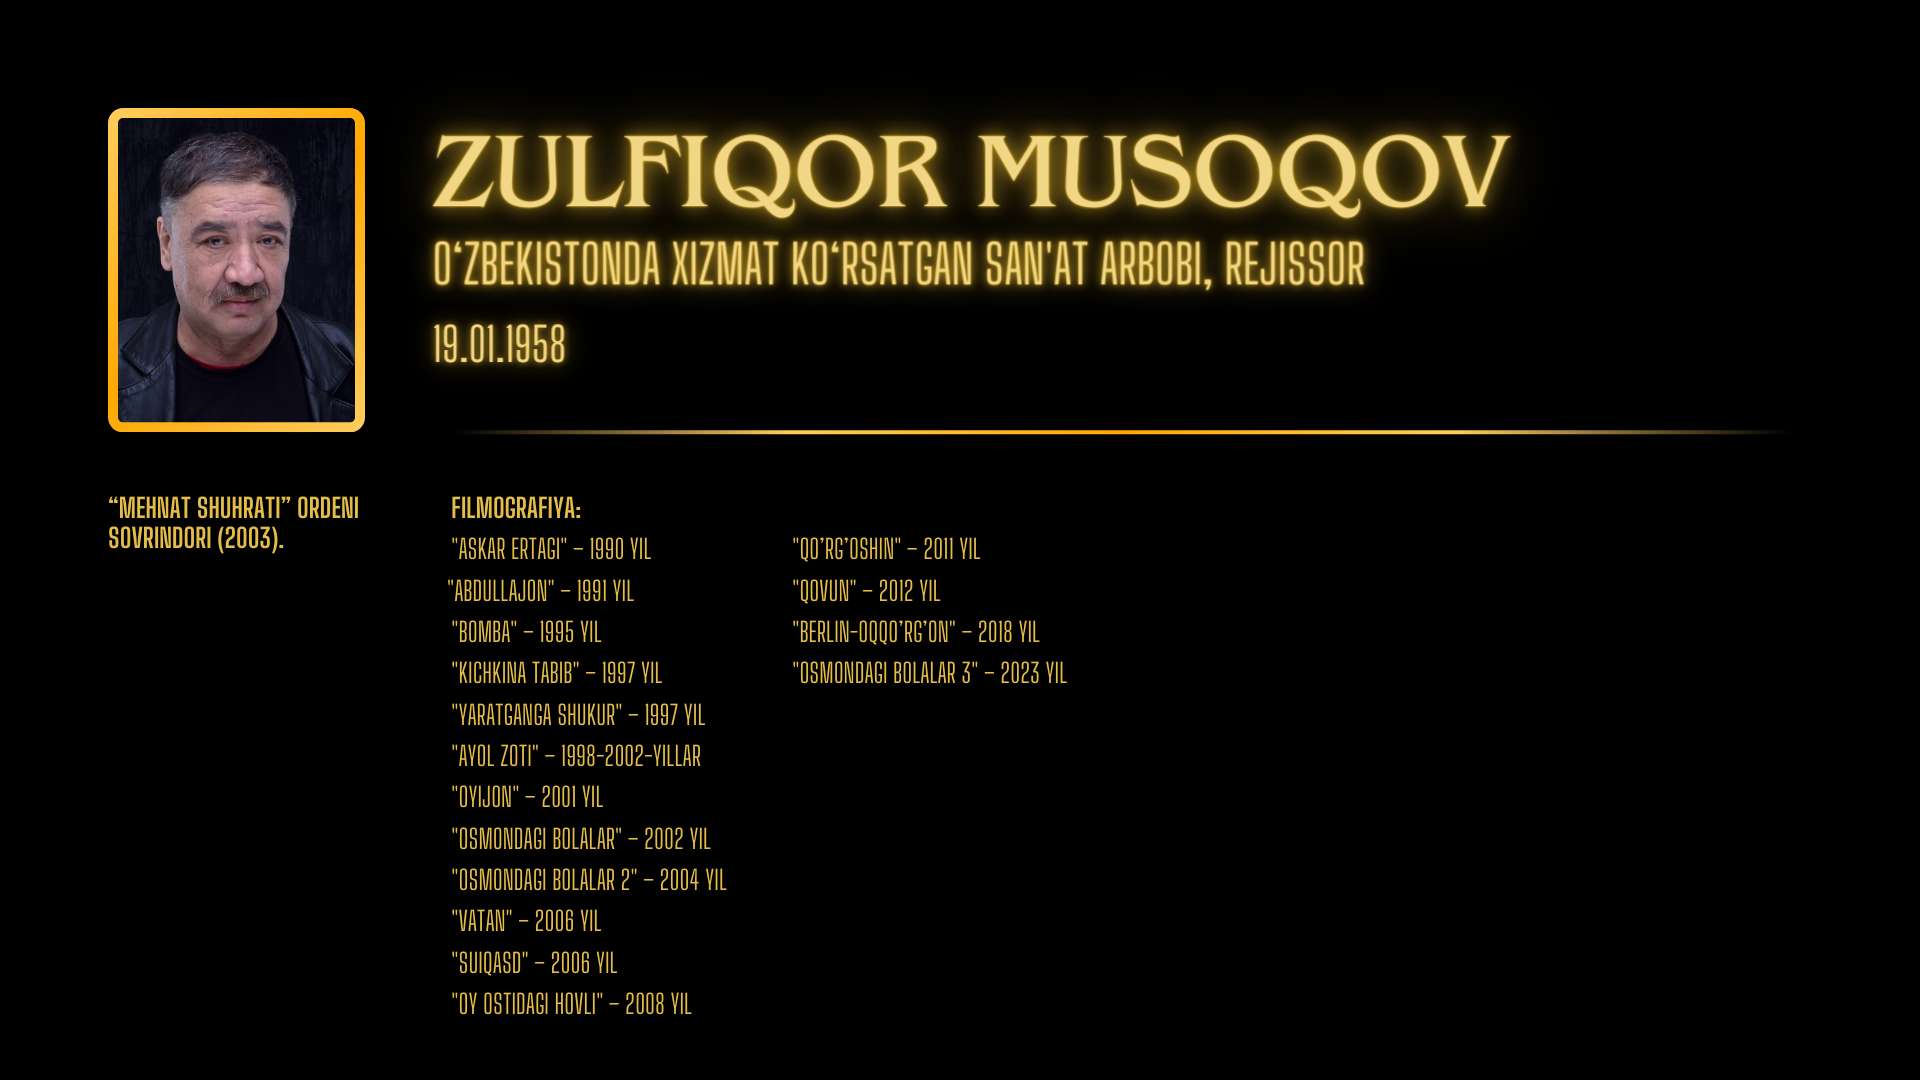 ZULFIQOR MUSOQOV
O‘ZBEKISTONDA XIZMAT KO‘RSATGAN SAN'AT ARBOBI, REJISSOR
19.01.1958
“MEHNAT SHUHRATI” ORDENI
SOVRINDORI (2003).
FILMOGRAFIYA:
"ASKAR ERTAGI" – 1990 YIL
"ABDULLAJON" – 1991 YIL
"BOMBA" – 1995 YIL
"KICHKINA TABIB" – 1997 YIL
"YARATGANGA SHUKUR" – 1997 YIL
"AYOL ZOTI" – 1998-2002-YILLAR
"OYIJON" – 2001 YIL
"OSMONDAGI BOLALAR" – 2002 YIL
"OSMONDAGI BOLALAR 2" – 2004 YIL
"VATAN" – 2006 YIL
"SUIQASD" – 2006 YIL
"OY OSTIDAGI HOVLI" – 2008 YIL
"QO’RG’OSHIN" – 2011 YIL
"QOVUN" – 2012 YIL
"BERLIN-OQQO’RG’ON" – 2018 YIL
"OSMONDAGI BOLALAR 3" – 2023 YIL